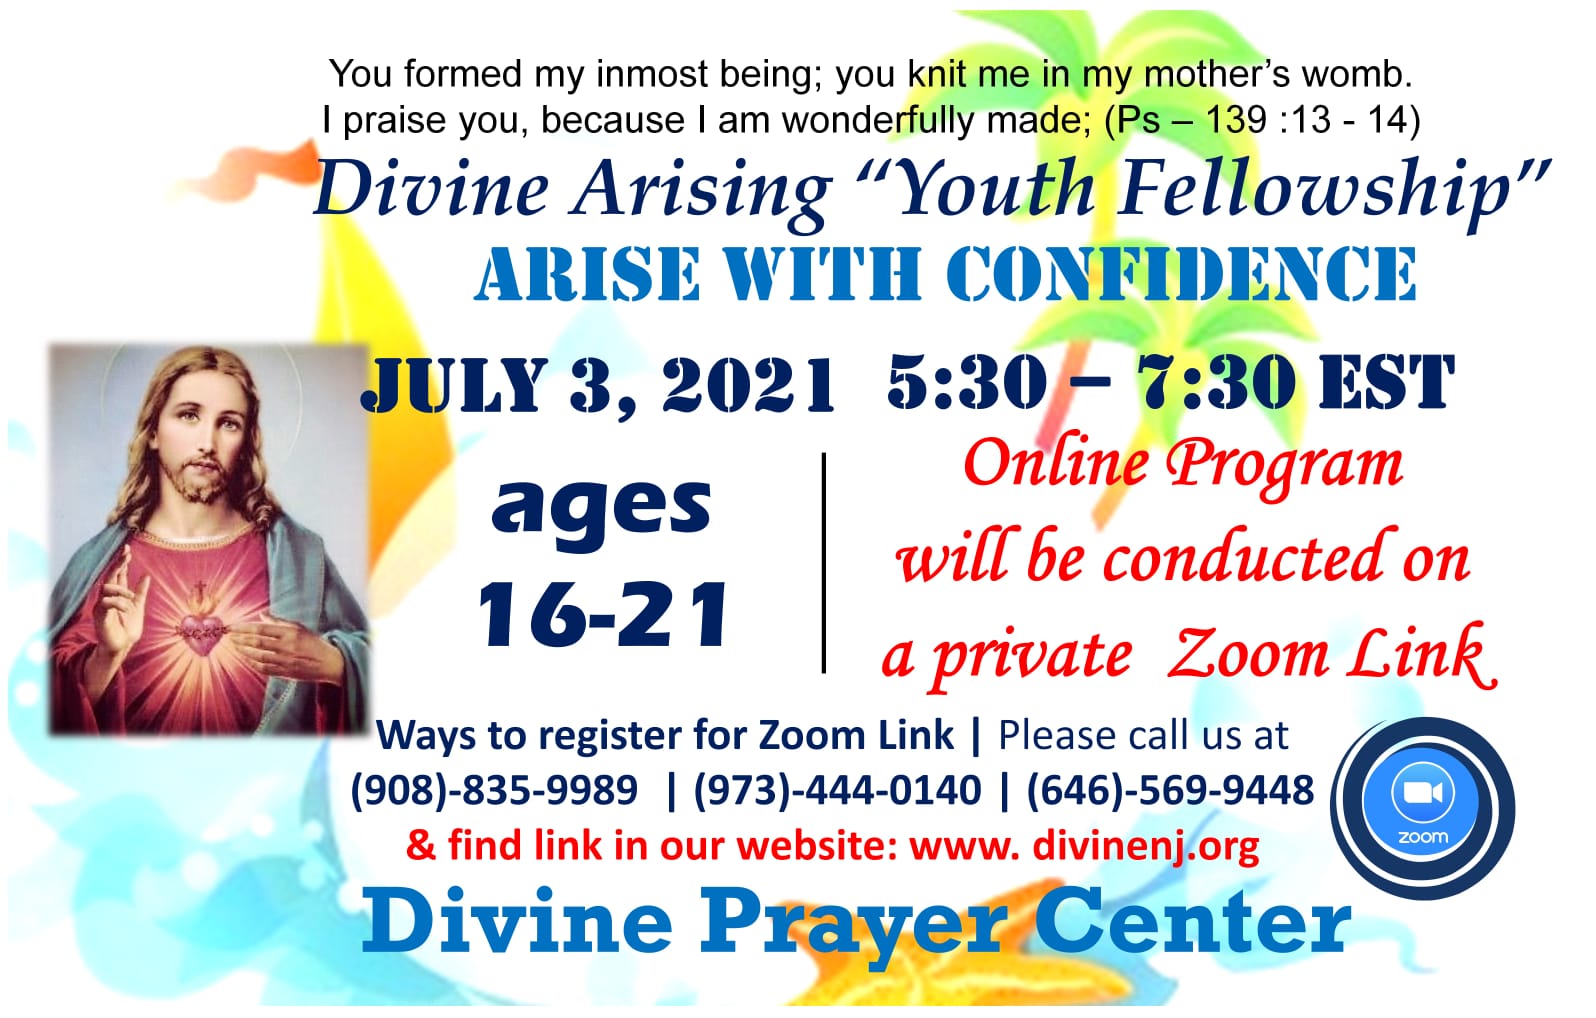 You formed my inmost being; you knit me in my mother's womb.
I praise you, because I am wonderfully made; (Ps – 139 :13 - 14)
Divine Arising “Youth Fellowship”
ARISE WITH CONFIDENCE
JULY 3, 2021 5:30 – 7:30 EST
ages
16-21
Online Program
will be conducted on
a private Zoom Link
Ways to register for Zoom Link | Please call us at
(908)-835-9989 | (973)-444-0140 | (646)-569-9448
& find link in our website: www. divinenj.org
zoom
Divine Prayer Center